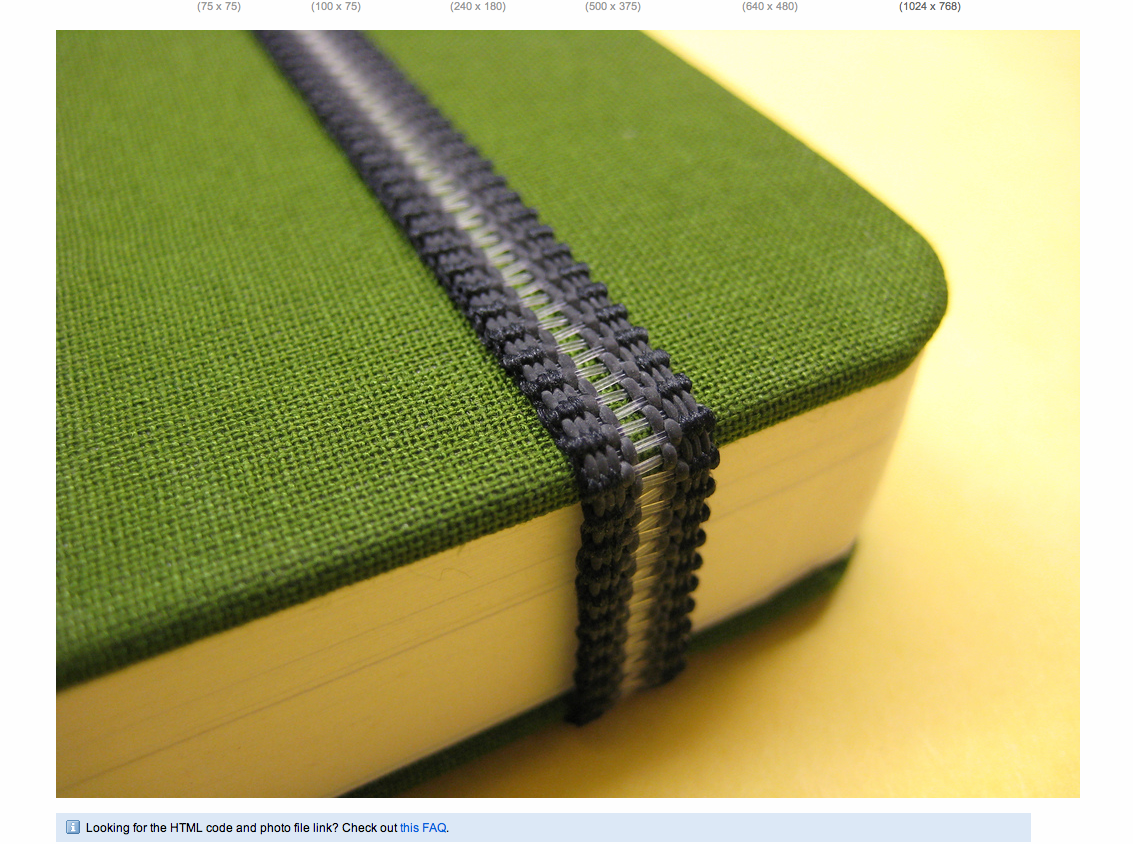 (75 x 75) (100 x 75) (240 x 180) (500 x 375) (640 x 480) (1024 x 768)
Looking for the HTML code and photo file link? Check out this FAQ.